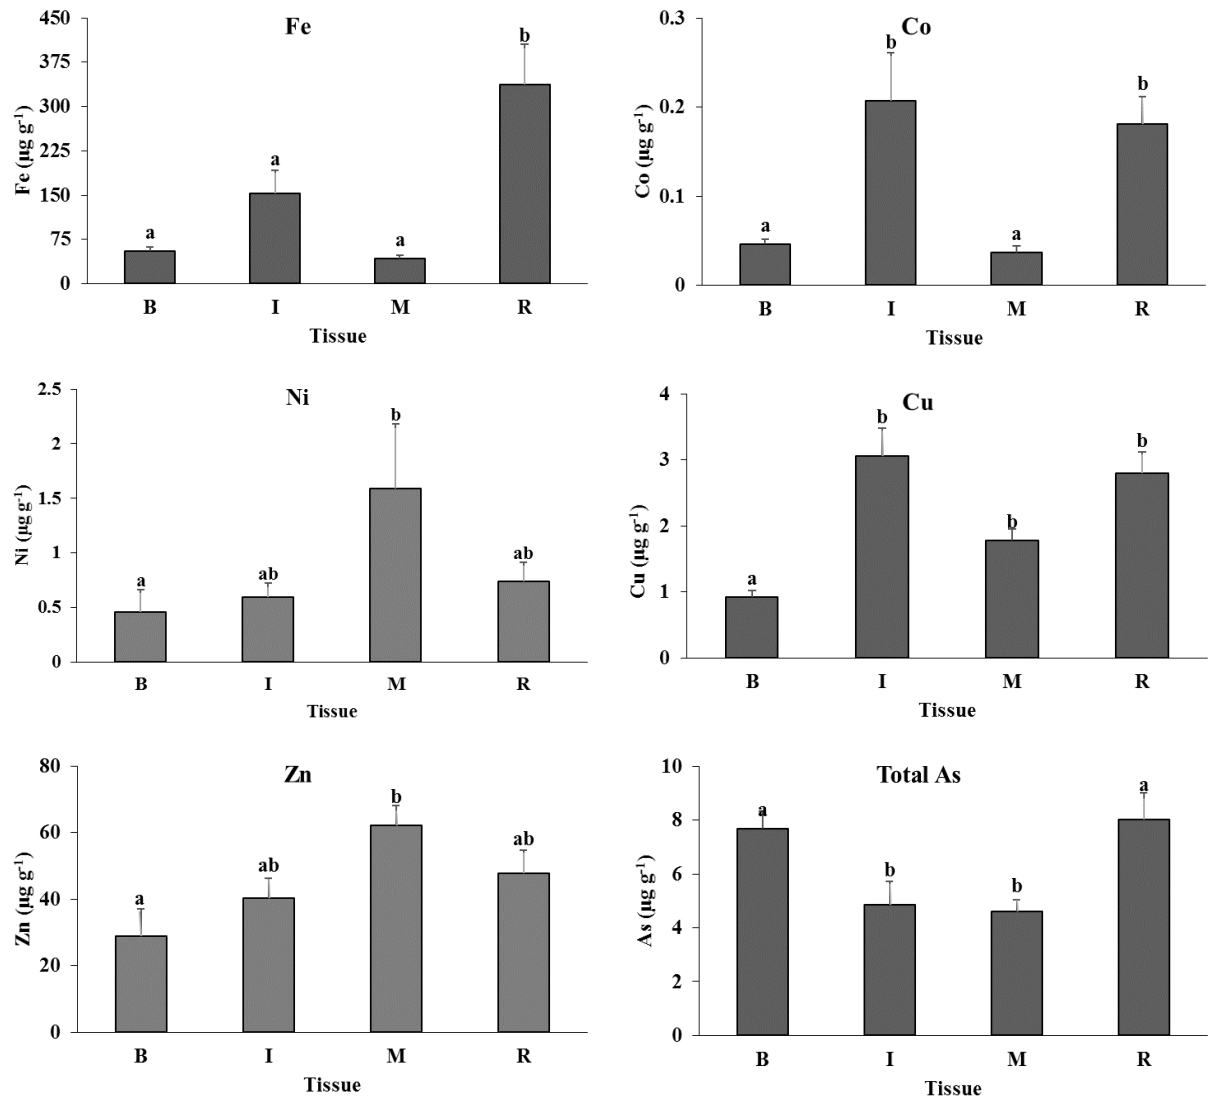 Fe
Fe (µg g-1)
450
375
300
225
150
75
0
a
a
a
b
B I M R
Tissue
Co
Co (µg g-1)
0.3
0.2
0.1
0
a
b
a
b
B I M R
Tissue
Ni
Ni (µg g-1)
2.5
2
1.5
1
0.5
0
a
ab
b
ab
B I M R
Tissue
Cu
Cu (µg g-1)
4
3
2
1
0
a
b
b
b
B I M R
Tissue
Zn
Zn (µg g-1)
80
60
40
20
0
a
ab
b
ab
B I M R
Tissue
Total As
As (µg g-1)
10
8
6
4
2
0
a
b
b
a
B I M R
Tissue